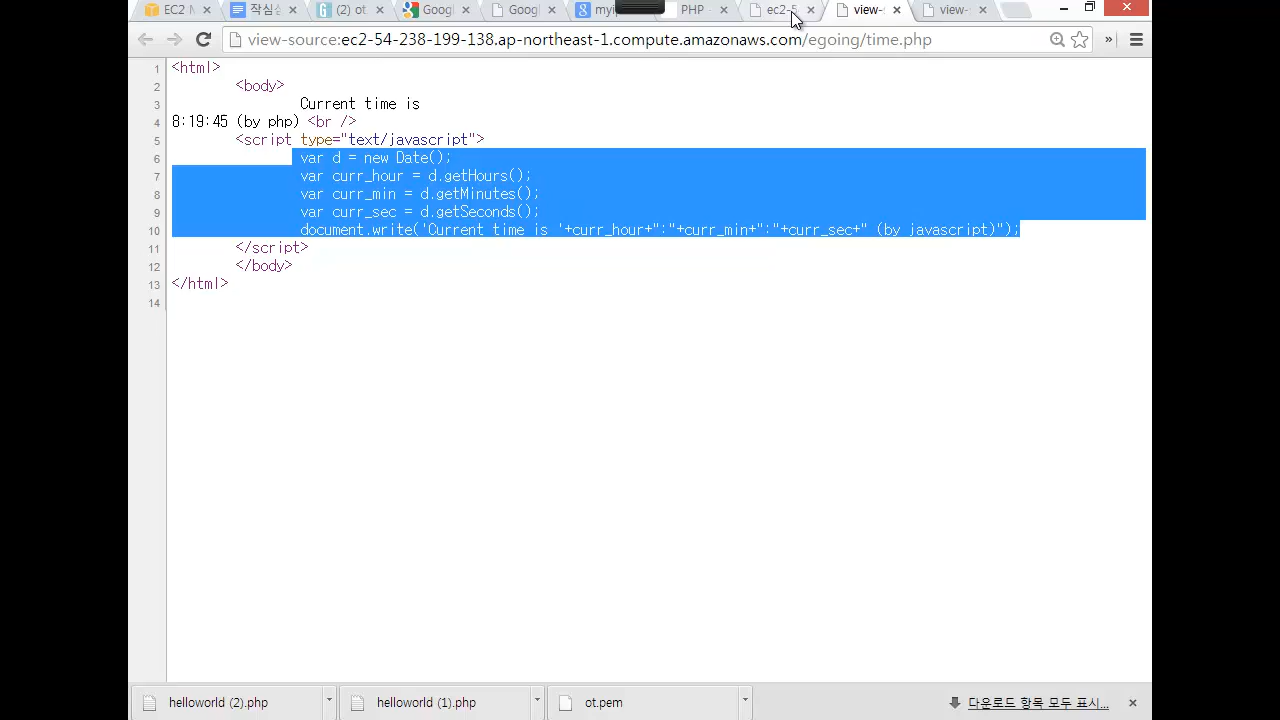 EC2 M
작심충
(2) ot
Googl
Googl
myip
PHP
ec2-5
view-
view-
view-source:ec2-54-238-199-138.ap-northeast-1.compute.amazonaws.com/egoing/time.php
»
1 <html>
2 <body>
3 Current time is
4 8:19:45 (by php) <br />
5 <script type="text/javascript">
6 var d = new Date();
7 var curr_hour = d.getHours();
8 var curr_min = d.getMinutes();
9 var curr_sec = d.getSeconds();
10 document.write('Current time is '+curr_hour+":"+curr_min+":"+curr_sec+" (by javascript)");
11 </script>
12 </body>
13 </html>
14
helloworld (2).php
helloworld (1).php
ot.pem
다운로드 항목 모두 표시...